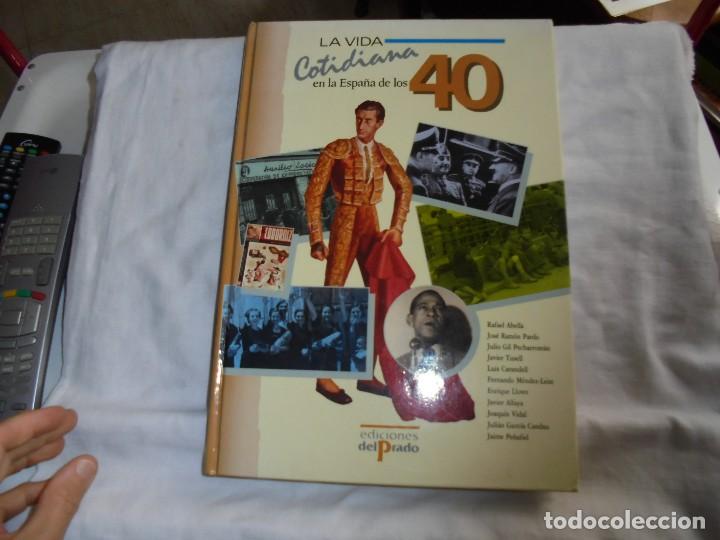 LA VIDA
Cotidiana
en la España de los
40
Rafael Abella
José Ramón Pardo
Julio Gil Pecharromán
Javier Tusell
Luis Carandell
Fernando Méndez-Leite
Enrique Llovet
Javier Alfaya
Joaquín Vidal
Julián García Candau
Jaime Peñafiel
ediciones
del Prado
todocoleccion
todocoleccion.net